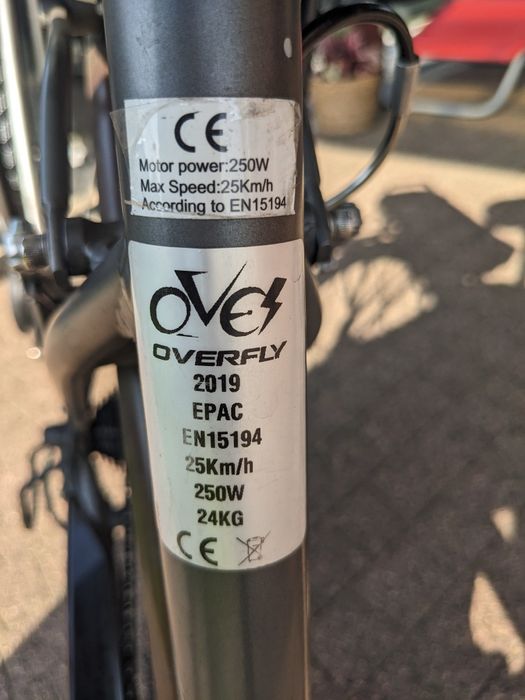 CE
Motor power:250W
Max Speed:25Km/h
According to EN15194
OVE
OVERFLY
2019
EPAC
EN15194
25Km/h
250W
24KG
CE